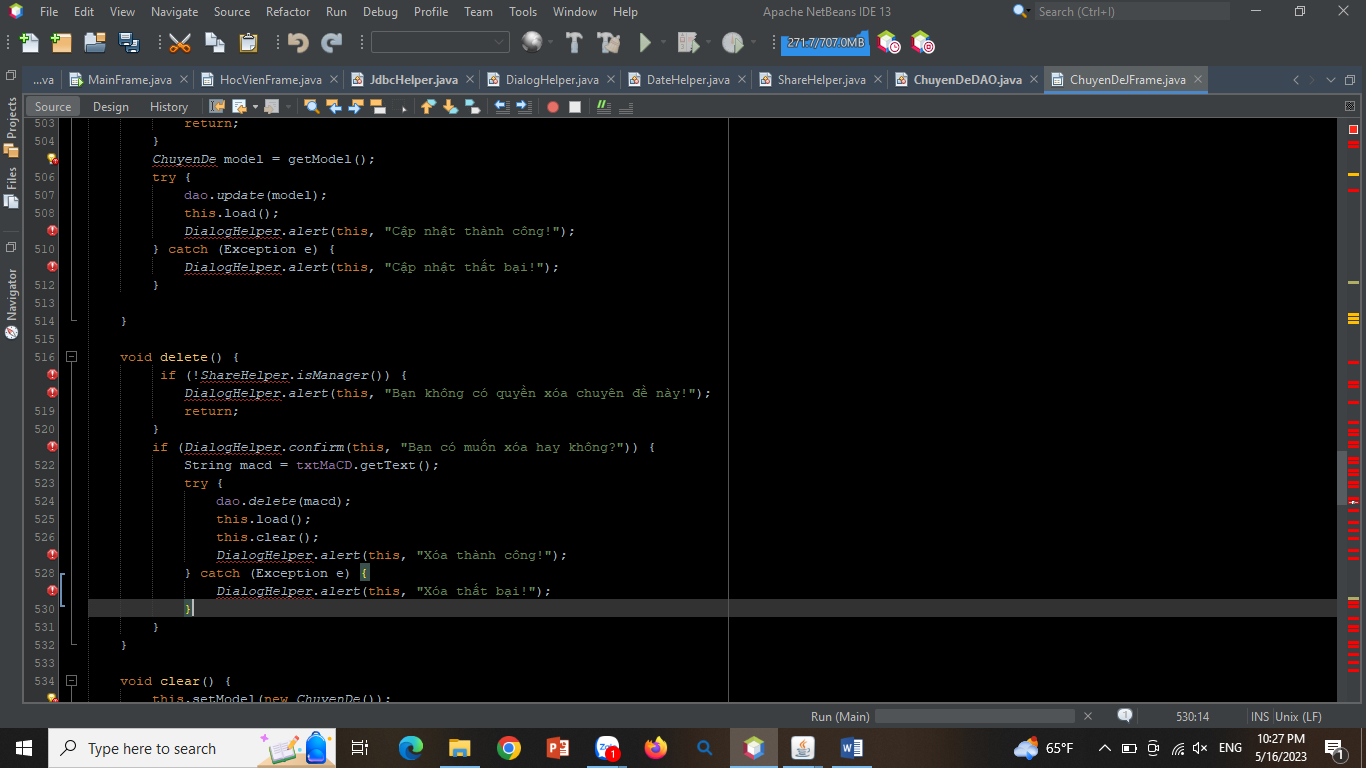 File Edit View Navigate Source Refactor Run Debug Profile Team Tools Window Help Apache NetBeans IDE 13 Search (Ctrl+I)
271.7/707.0MB
...va MainFrame.java HocVienFrame.java JdbcHelper.java DialogHelper.java DateHelper.java ShareHelper.java ChuyenDeDAO.java ChuyenDeJFrame.java
Source Design History
Projects
Files
Navigator
503 return;
504 }
ChuyenDe model = getModel();
506 try {
507 dao.update(model);
508 this.load();
DialogHelper.alert(this, "Cập nhật thành công!");
510 } catch (Exception e) {
DialogHelper.alert(this, "Cập nhật thất bại!");
512 }
513
514 }
515
516 void delete() {
if (!ShareHelper.isManager()) {
DialogHelper.alert(this, "Bạn không có quyền xóa chuyên đề này!");
519 return;
520 }
if (DialogHelper.confirm(this, "Bạn có muốn xóa hay không?")) {
522 String macd = txtMaCD.getText();
523 try {
524 dao.delete(macd);
525 this.load();
526 this.clear();
DialogHelper.alert(this, "Xóa thành công!");
528 } catch (Exception e) {
DialogHelper.alert(this, "Xóa thất bại!");
530 }
531 }
532 }
533
534 void clear() {
this.setModel(new ChuyenDe());
Run (Main) 1 530:14 INS Unix (LF)
Type here to search 1 65°F ENG 10:27 PM
5/16/2023 1